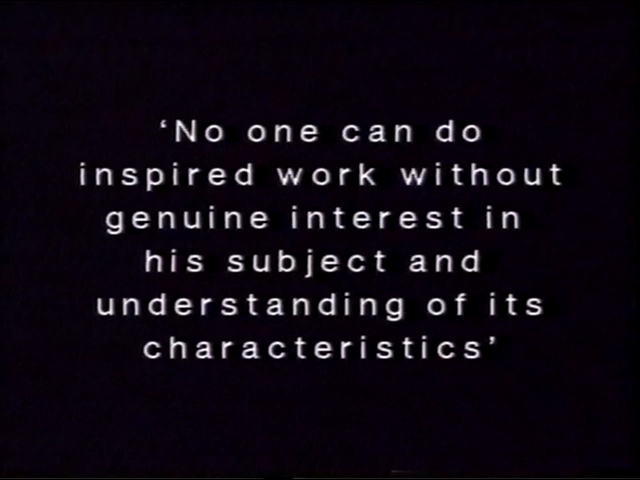 ‘No one can do
inspired work without
genuine interest in
his subject and
understanding of its
characteristics’